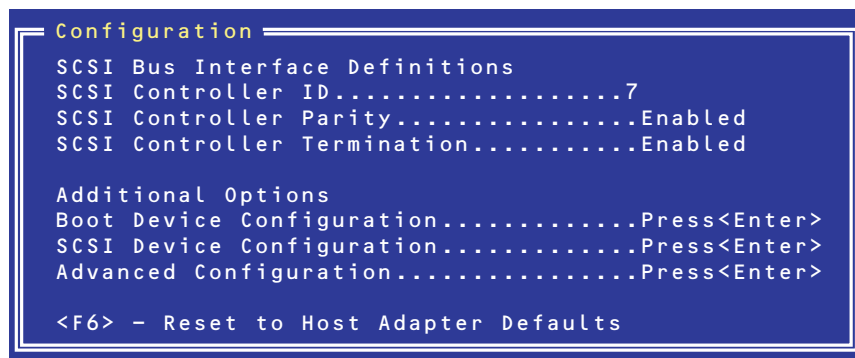 Configuration
SCSI Bus Interface Definitions
SCSI Controller ID...................7
SCSI Controller Parity................Enabled
SCSI Controller Termination...........Enabled
Additional Options
Boot Device Configuration.............Press<Enter>
SCSI Device Configuration.............Press<Enter>
Advanced Configuration................Press<Enter>
<F6> – Reset to Host Adapter Defaults